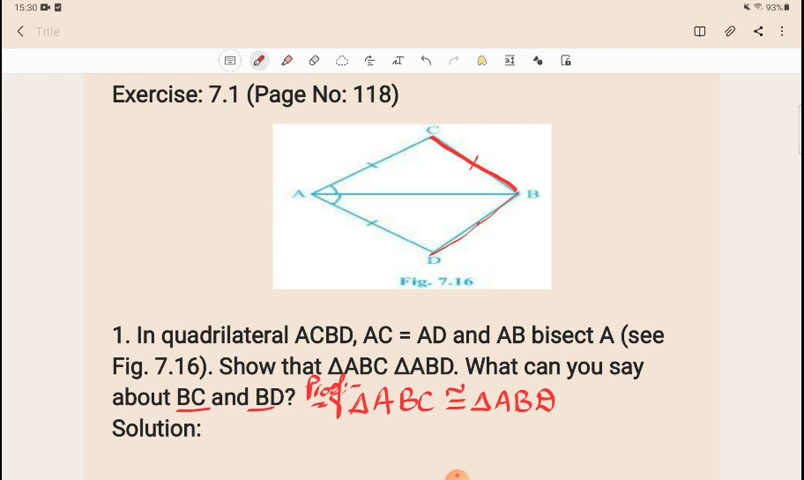 15:30 93%
Title
Exercise: 7.1 (Page No: 118)
C
A B
D
Fig. 7.16
1. In quadrilateral ACBD, AC = AD and AB bisect A (see
Fig. 7.16). Show that ΔABC ΔABD. What can you say
about BC and BD? Proof:- ΔABC ≅ ΔABD
Solution: